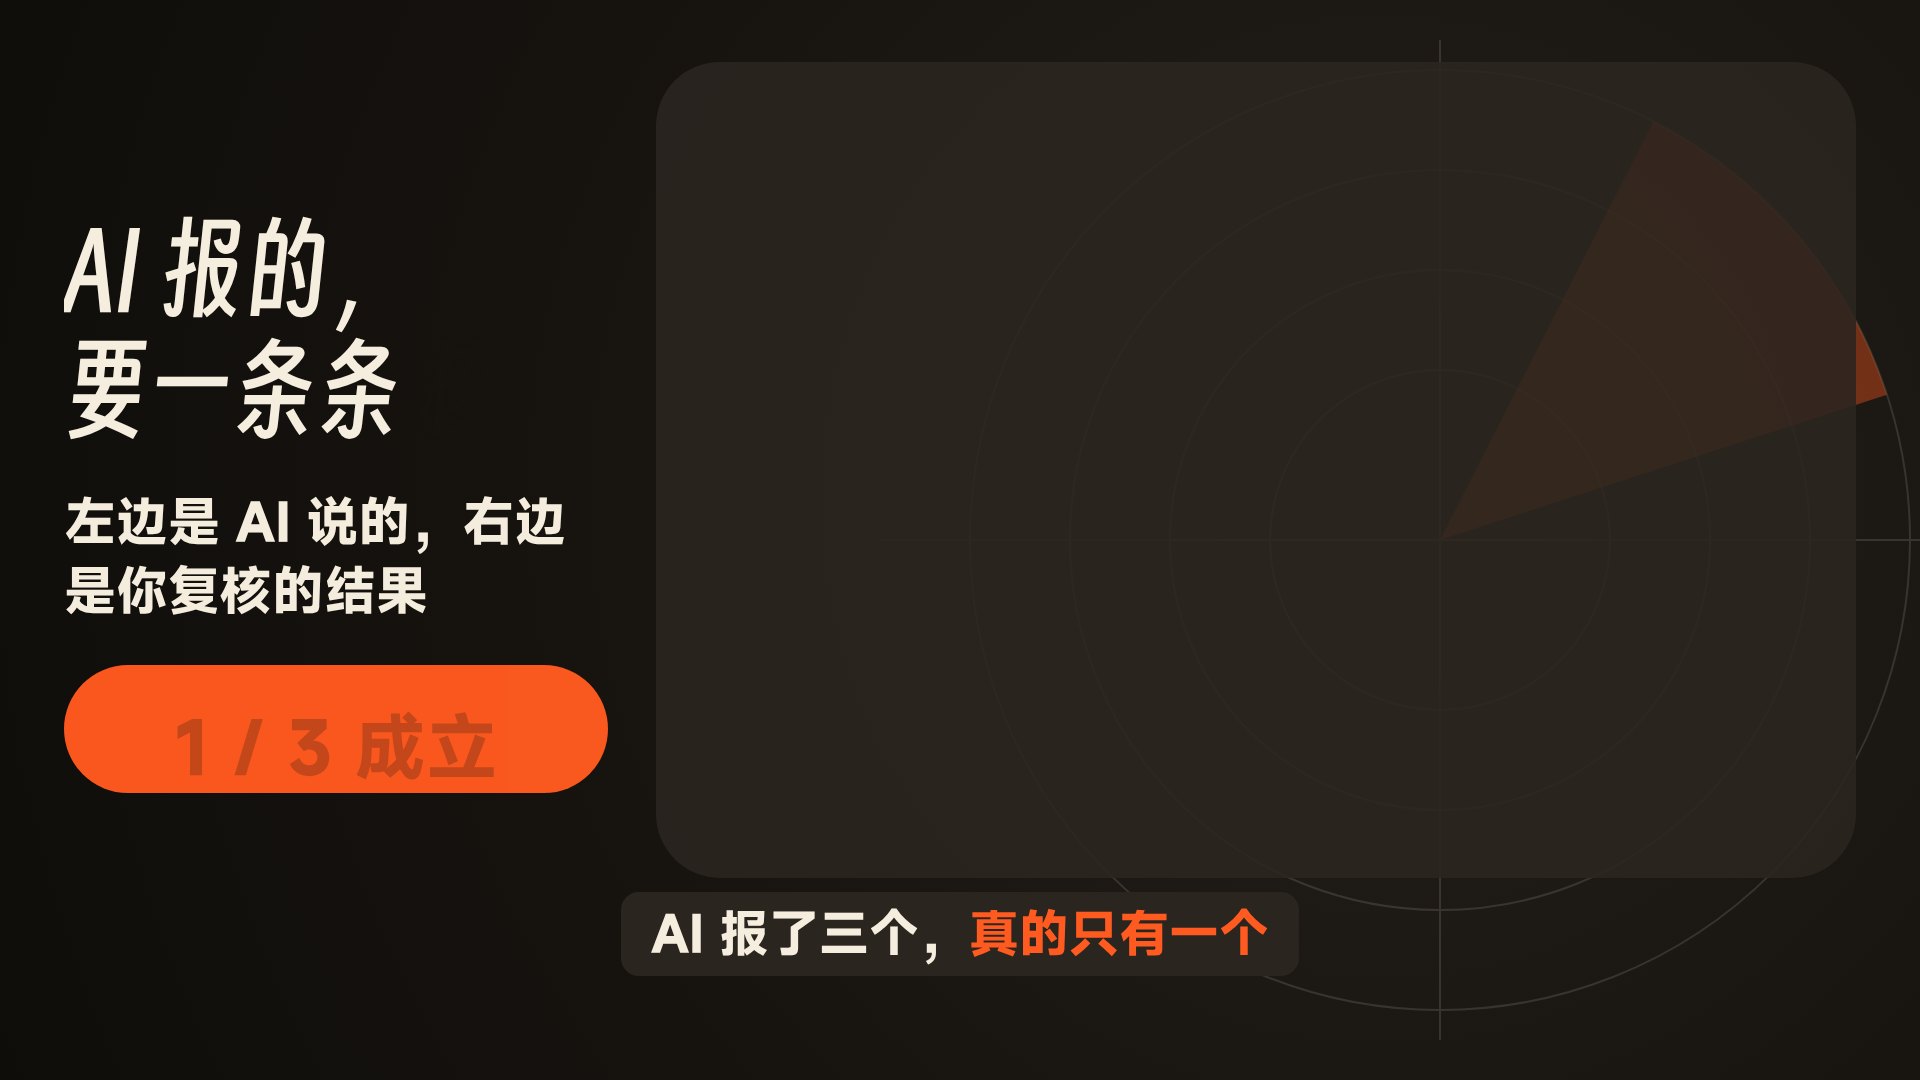 AI 报的，
要一条条
左边是 AI 说的，右边
是你复核的结果
1 / 3 成立
AI 报了三个，真的只有一个